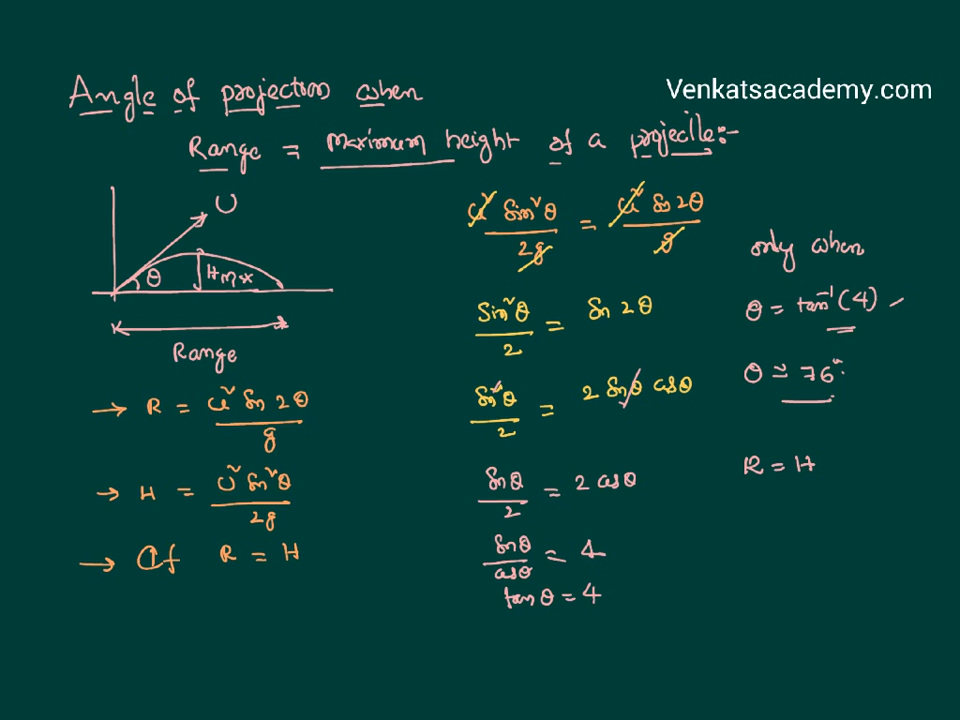 Angle of projection when
Venkatsacademy.com
Range = maximum height of a projectile:-
U
θ
Hmax
Range
→ R = u² Sin 2θ / g
→ H = U² Sin²θ / 2g
→ If R = H
u² Sin²θ / 2g = u² Sin 2θ / g
Sin²θ / 2 = Sin 2θ
Sin²θ / 2 = 2 Sinθ cosθ
Sinθ / 2 = 2 cosθ
Sinθ / cosθ = 4
tanθ = 4
only when
θ = tan⁻¹(4)
θ ≃ 76°
R = H